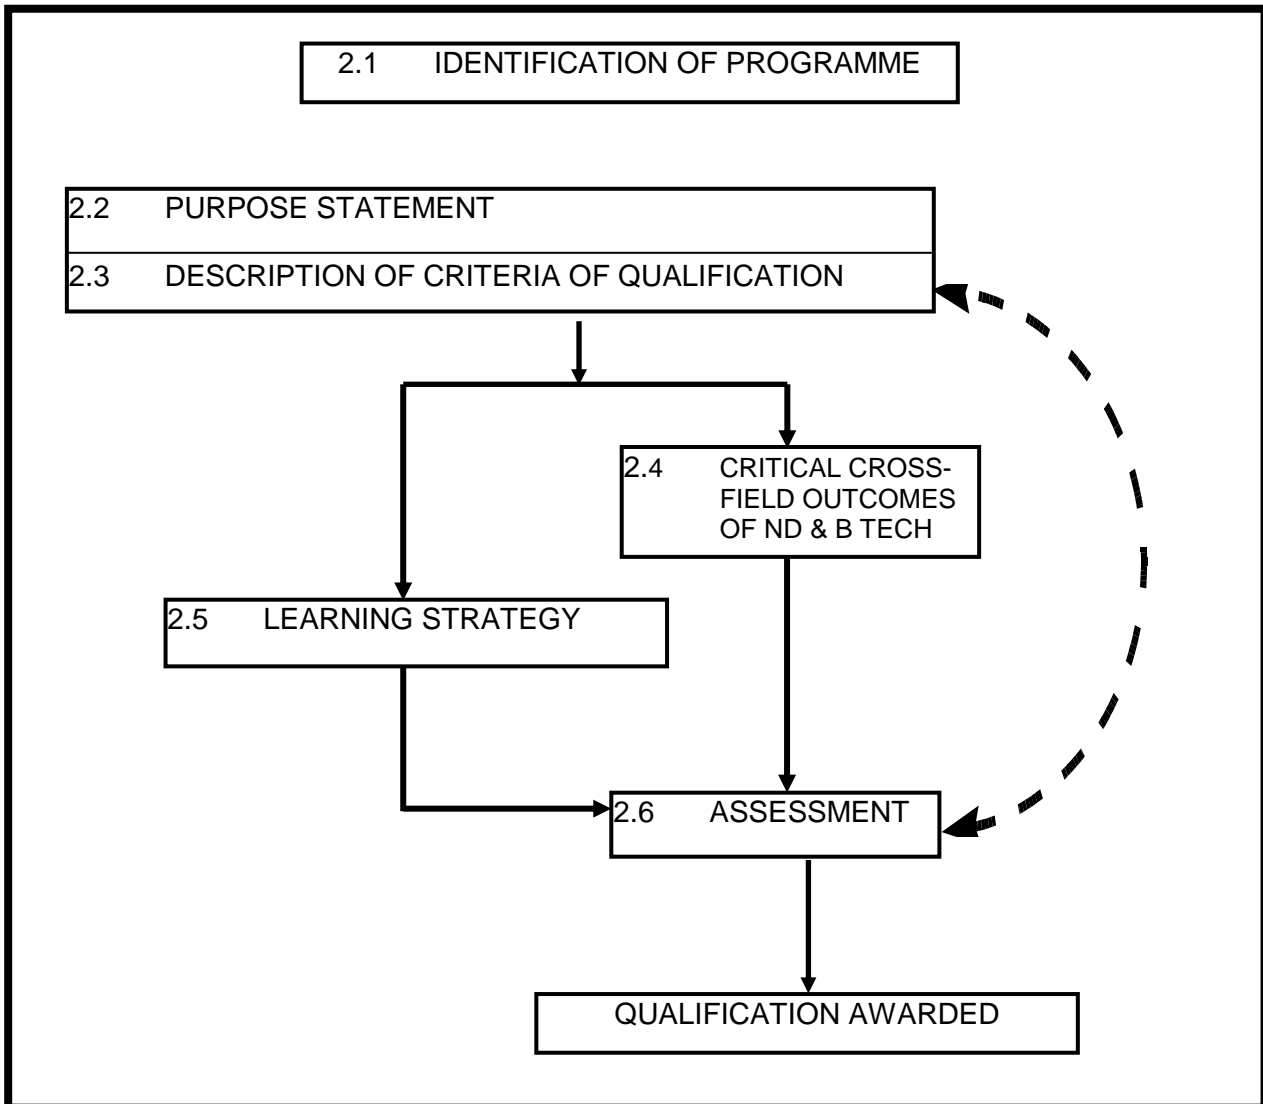 2.1 IDENTIFICATION OF PROGRAMME
2.2 PURPOSE STATEMENT
2.3 DESCRIPTION OF CRITERIA OF QUALIFICATION
2.4 CRITICAL CROSS-
FIELD OUTCOMES
OF ND & B TECH
2.5 LEARNING STRATEGY
2.6 ASSESSMENT
QUALIFICATION AWARDED